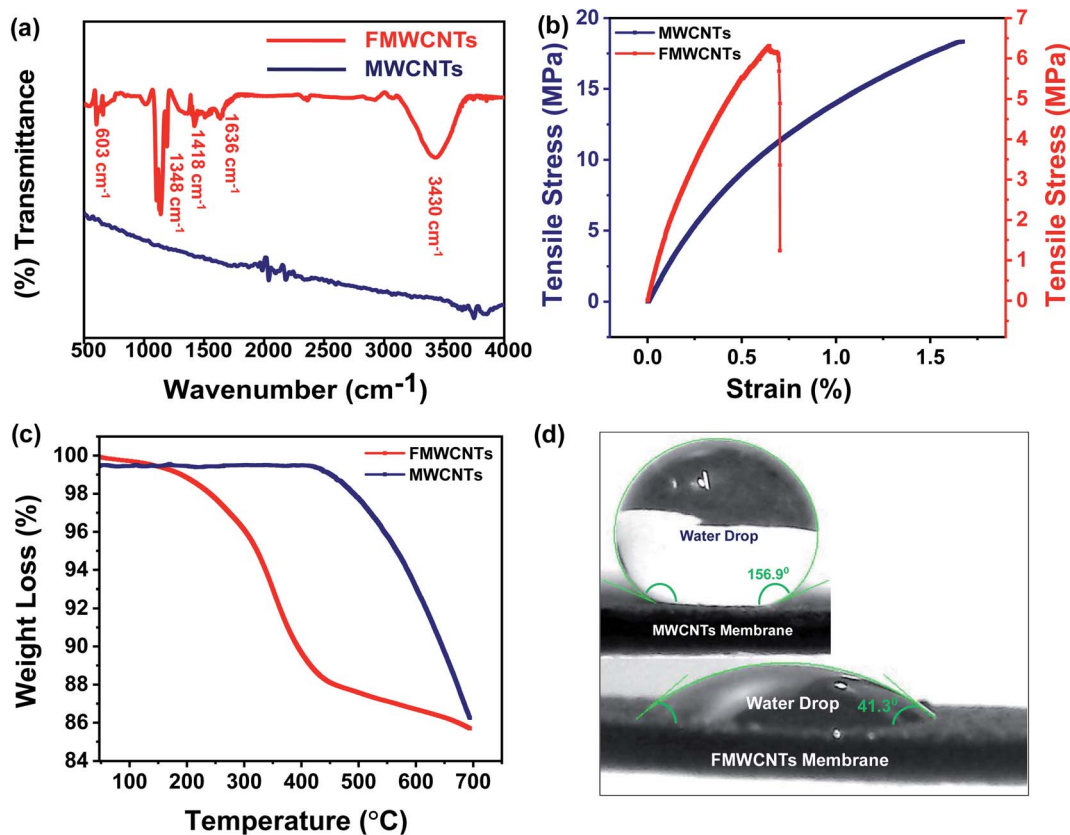 (a)
FMWCNTs
MWCNTs
603 cm-1
1348 cm-1
1418 cm-1
1636 cm-1
3430 cm-1
(%) Transmittance
500 1000 1500 2000 2500 3000 3500 4000
Wavenumber (cm-1)
(b)
MWCNTs
FMWCNTs
20
15
10
5
0
Tensile Stress (MPa)
7
6
5
4
3
2
1
0
Tensile Stress (MPa)
0.0 0.5 1.0 1.5
Strain (%)
(c)
FMWCNTs
MWCNTs
100
99
96
94
92
90
88
86
84
Weight Loss (%)
100 200 300 400 500 600 700
Temperature (°C)
(d)
Water Drop
156.9⁰
MWCNTs Membrane
Water Drop
41.3⁰
FMWCNTs Membrane